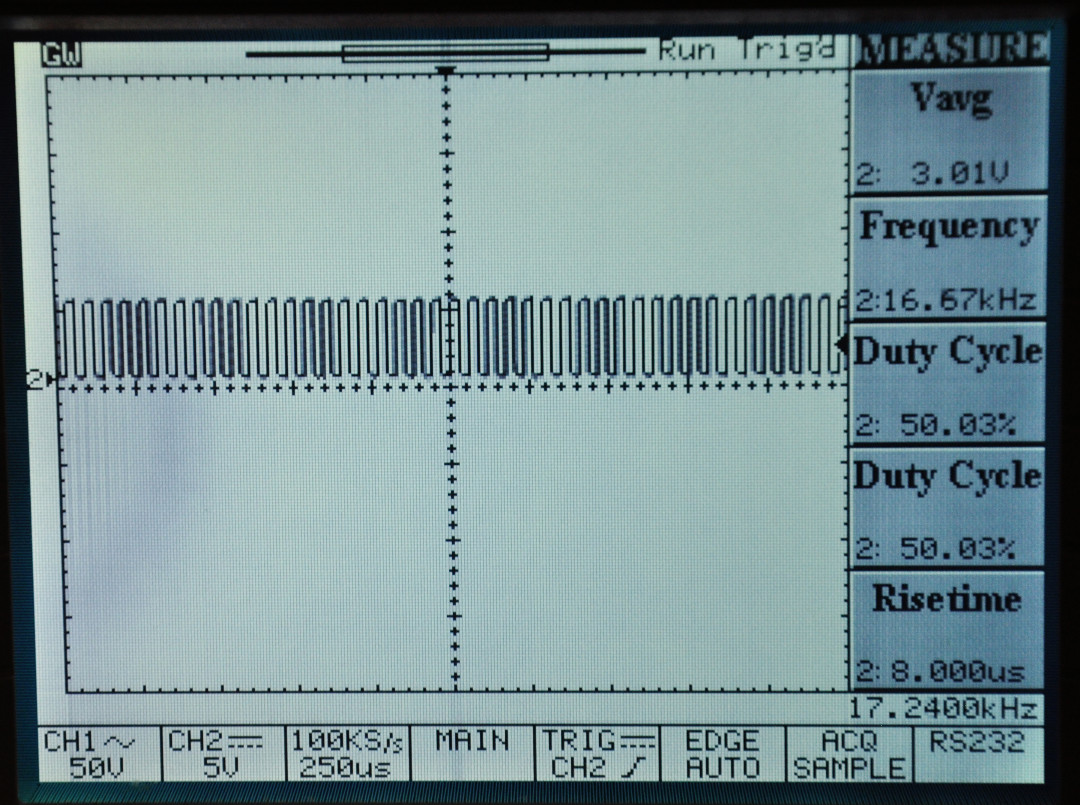 GW
Run Trig'd
MEASURE
Vavg
2: 3.01V
Frequency
2:16.67kHz
Duty Cycle
2: 50.03%
Duty Cycle
2: 50.03%
Risetime
2:8.000us
2
17.2400kHz
CH1
50V
CH2
5V
100KS/s
250us
MAIN
TRIG
CH2
EDGE
AUTO
ACQ
SAMPLE
RS232